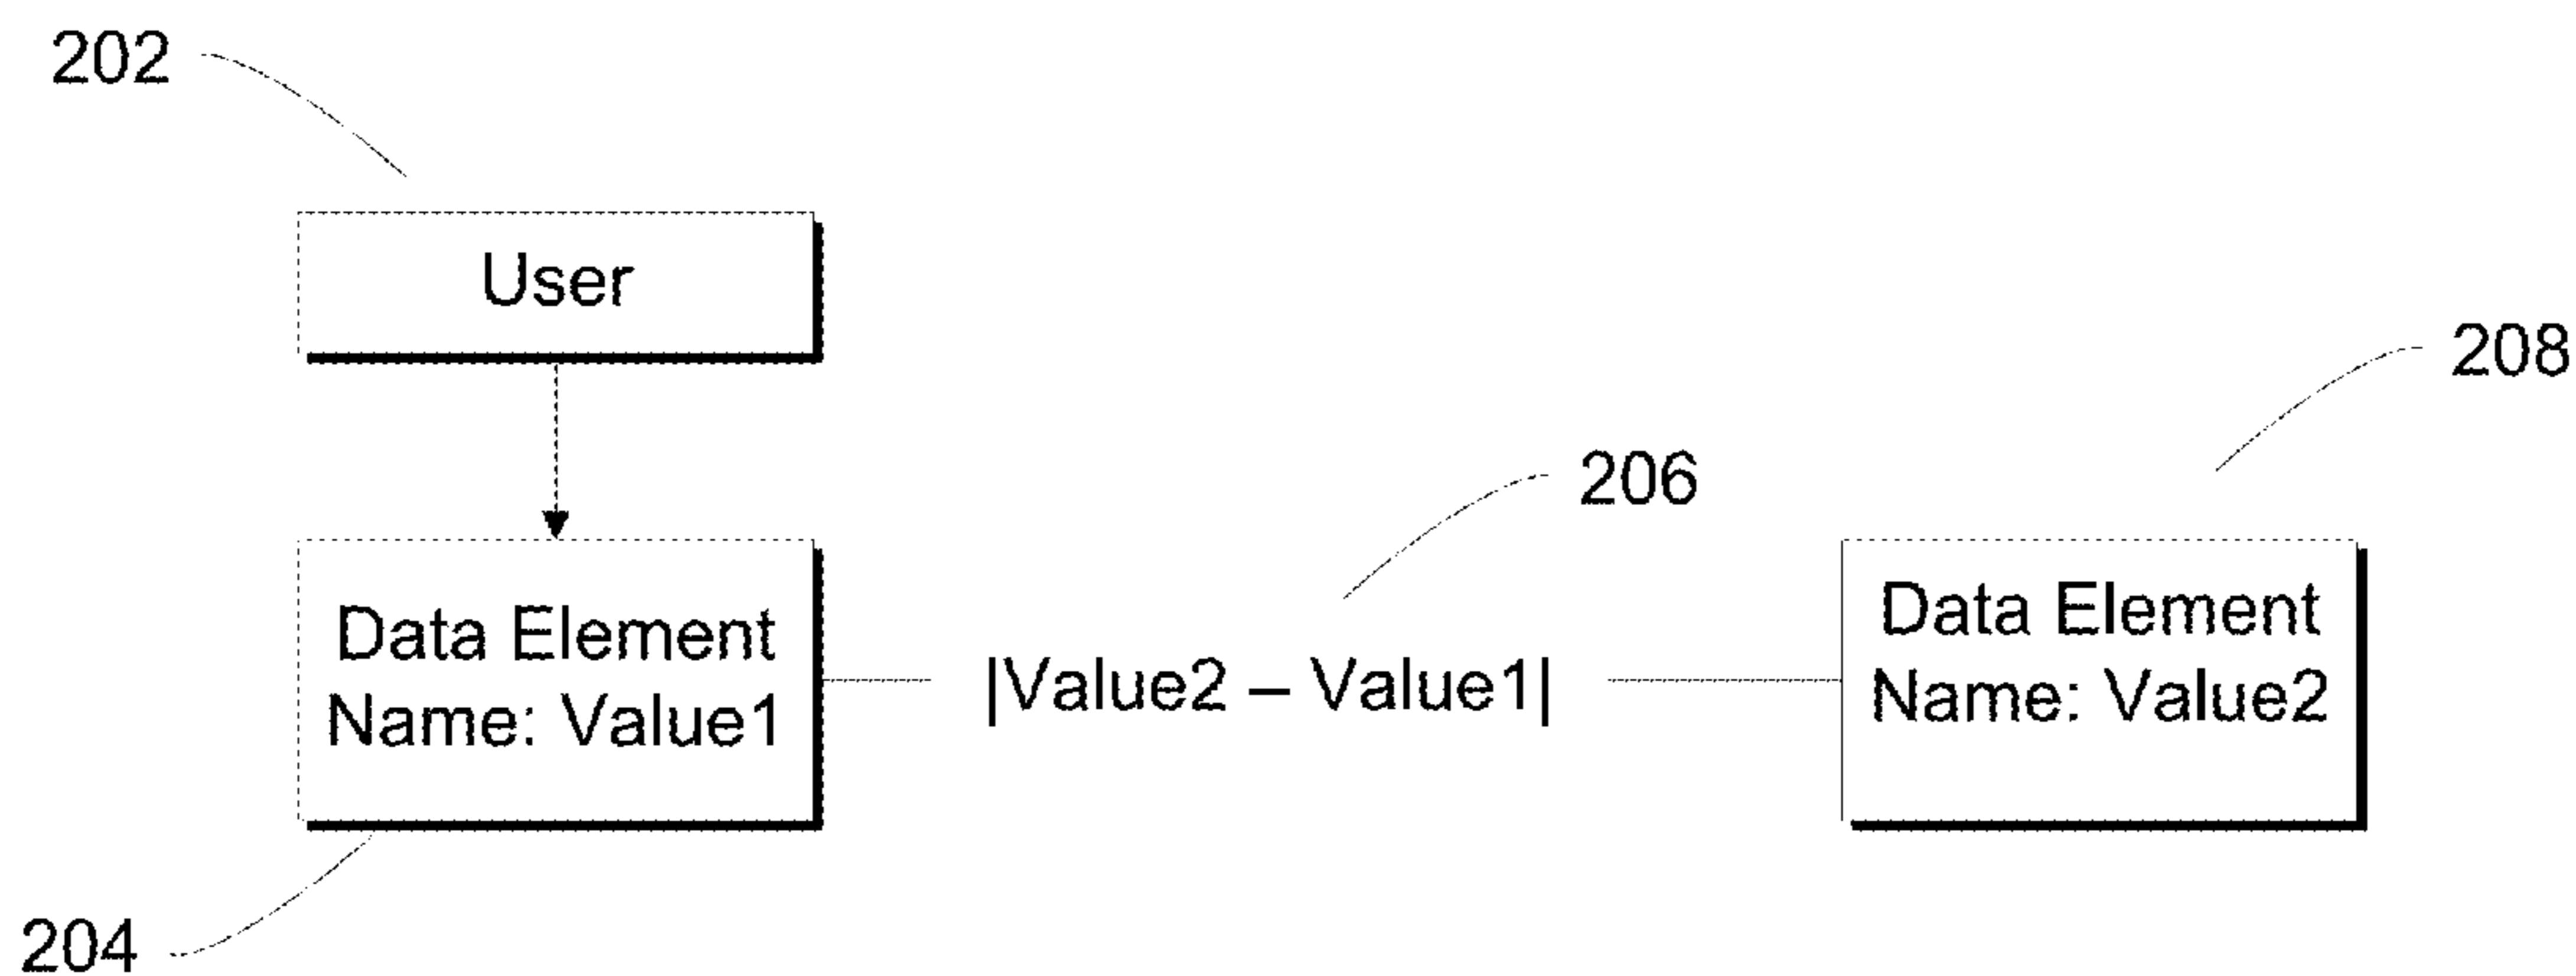 202
User
208
206
Data Element
Name: Value1
|Value2 – Value1|
Data Element
Name: Value2
204